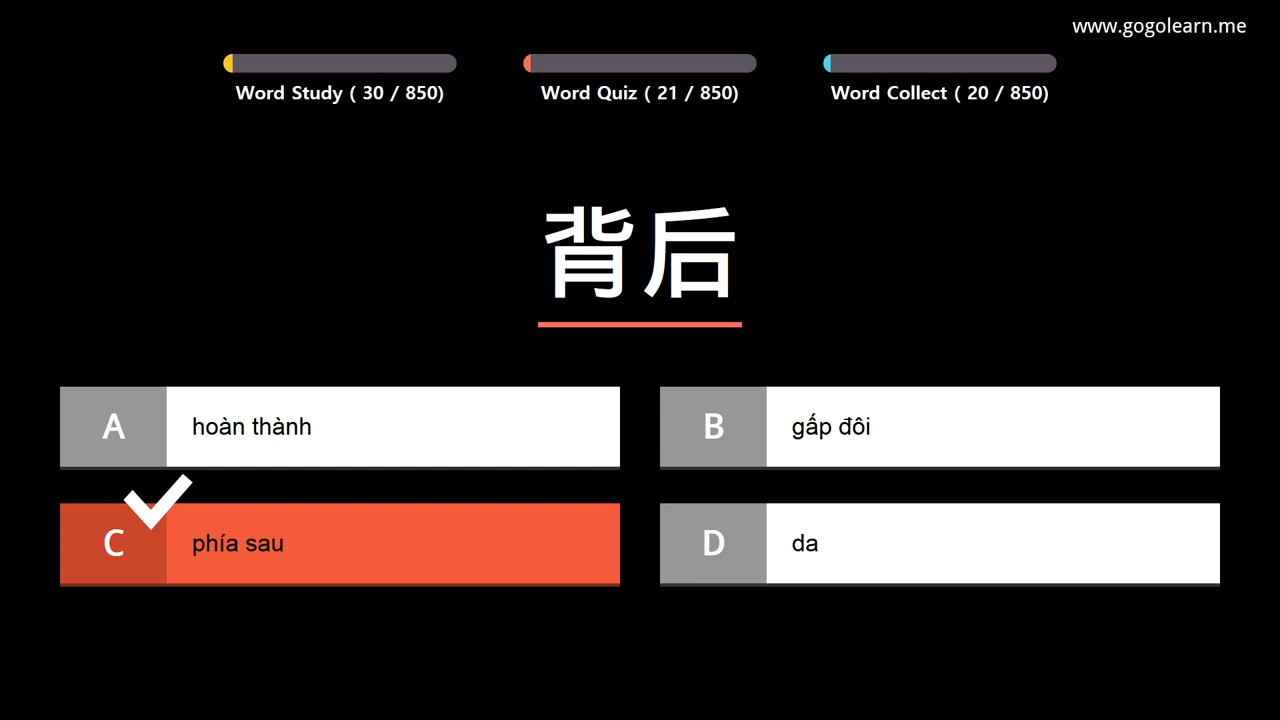 www.gogolearn.me
Word Study ( 30 / 850)
Word Quiz ( 21 / 850)
Word Collect ( 20 / 850)
背后
A hoàn thành
B gấp đôi
C phía sau
D da